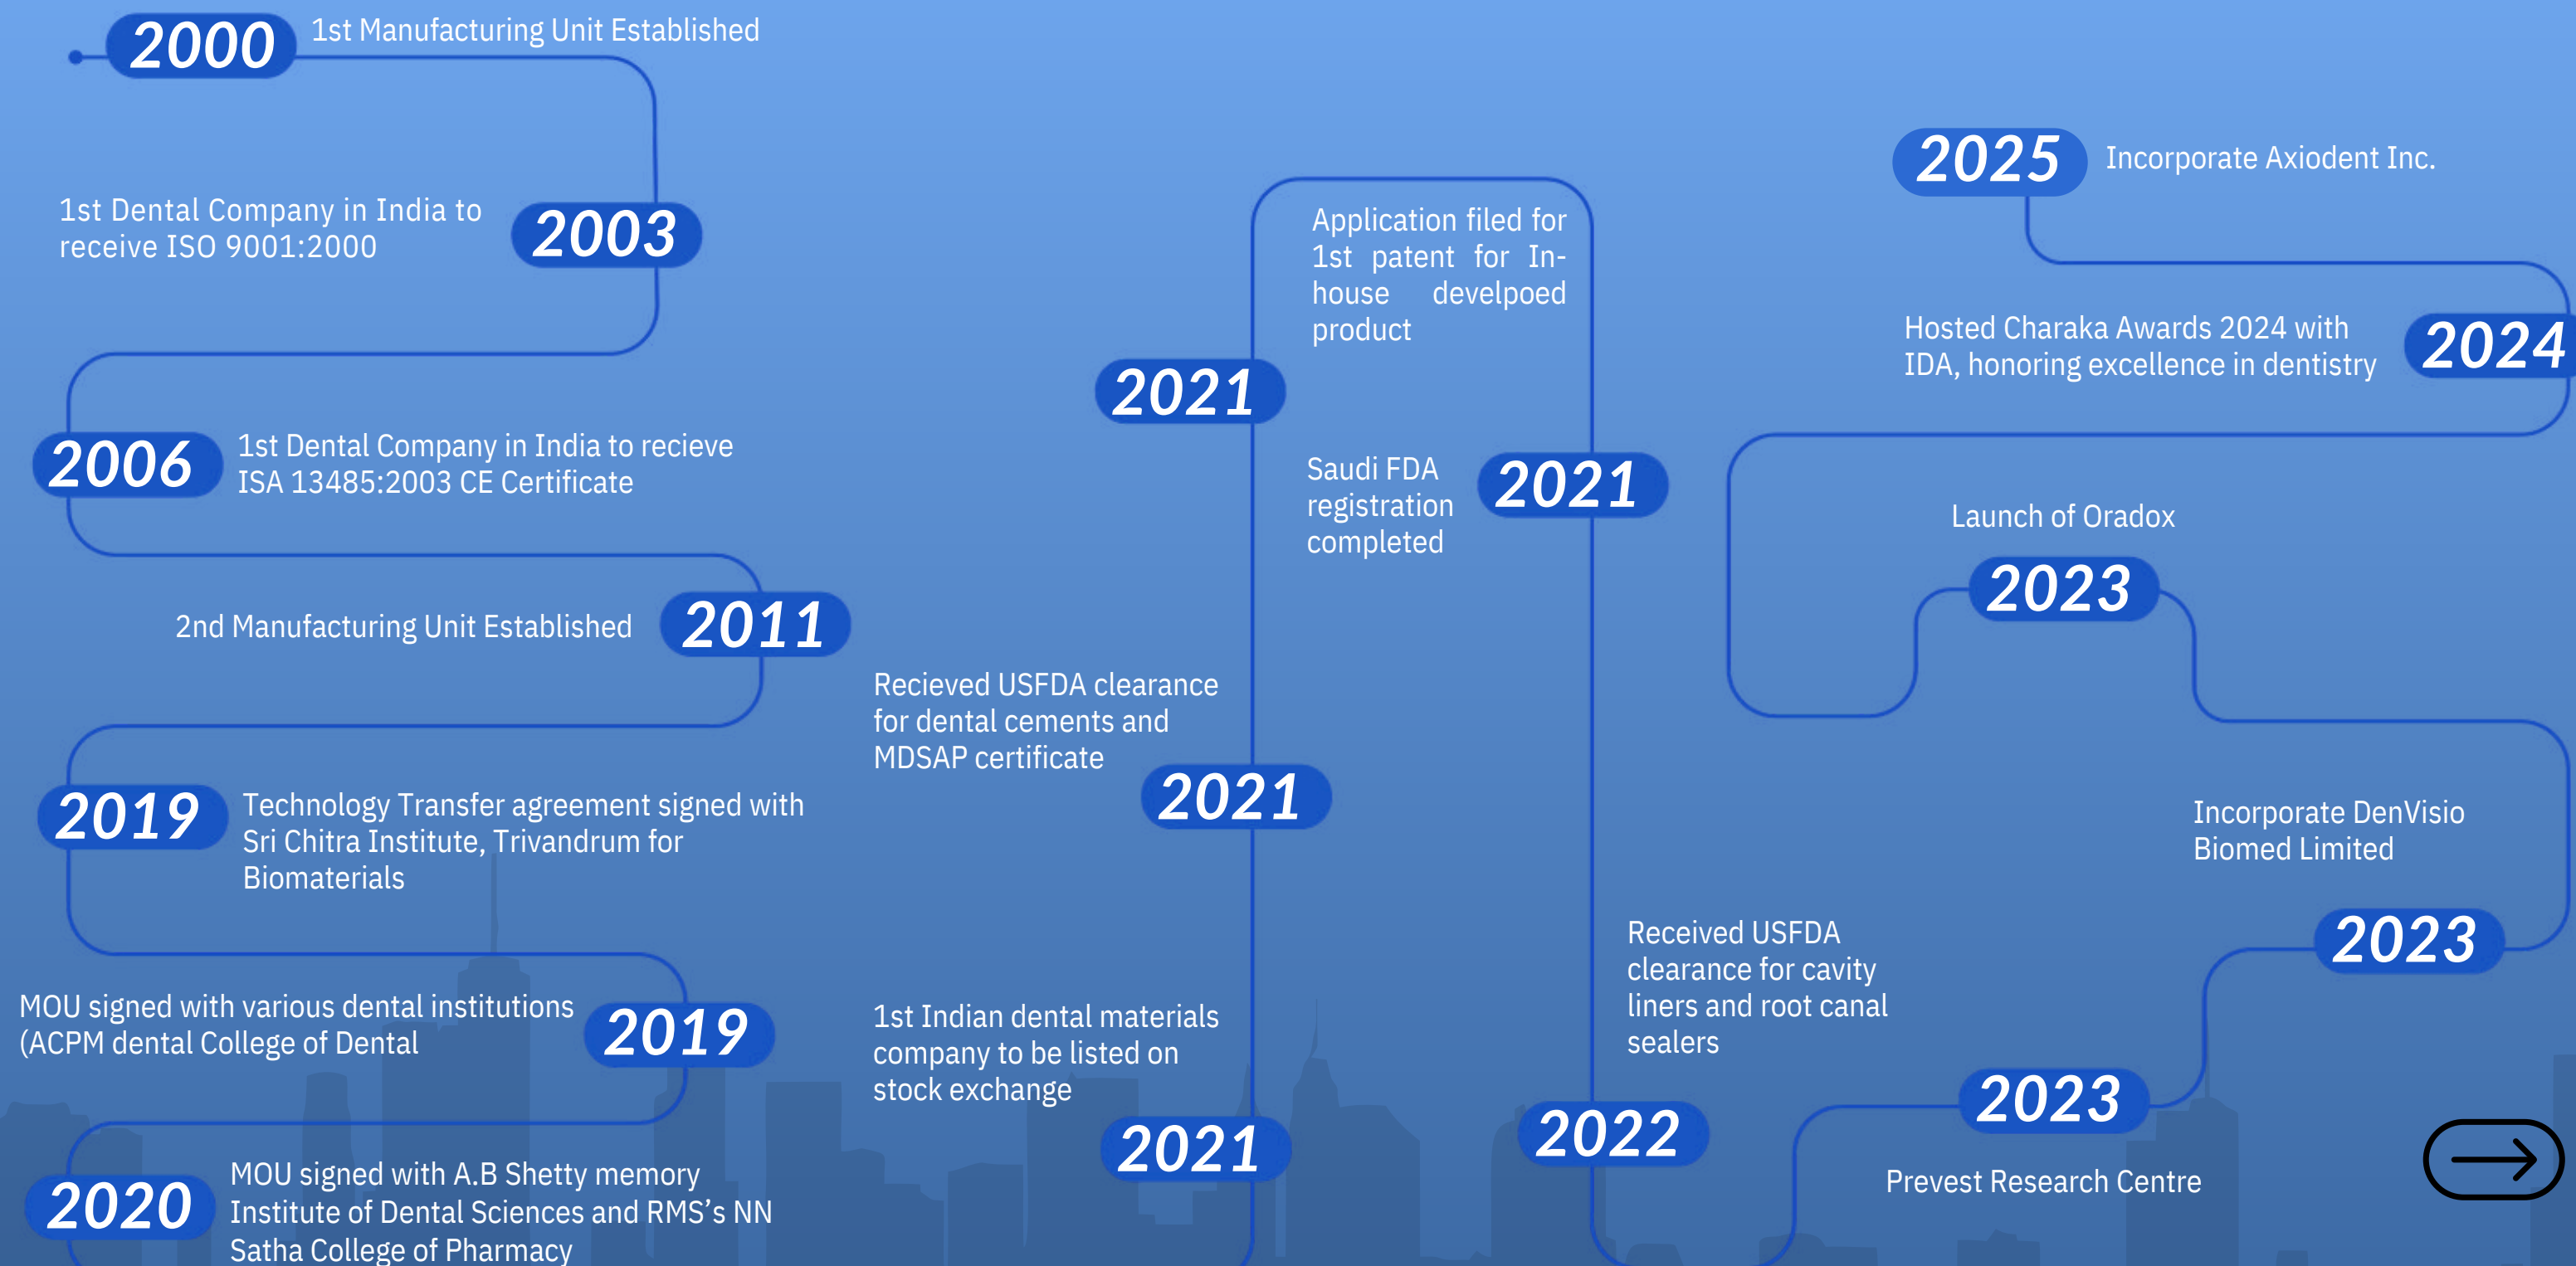 2000
1st Manufacturing Unit Established
1st Dental Company in India to
receive ISO 9001:2000
2003
2006
1st Dental Company in India to recieve
ISA 13485:2003 CE Certificate
2nd Manufacturing Unit Established
2011
2019
Technology Transfer agreement signed with
Sri Chitra Institute, Trivandrum for
Biomaterials
MOU signed with various dental institutions
(ACPM dental College of Dental
2019
2020
MOU signed with A.B Shetty memory
Institute of Dental Sciences and RMS’s NN
Satha College of Pharmacy
1st Indian dental materials
company to be listed on
stock exchange
2021
Recieved USFDA clearance
for dental cements and
MDSAP certificate
2021
Application filed for
1st patent for In-
house develpoed
product
2021
Saudi FDA
registration
completed
2021
Received USFDA
clearance for cavity
liners and root canal
sealers
2022
2023
Prevest Research Centre
Incorporate DenVisio
Biomed Limited
2023
Launch of Oradox
2023
Hosted Charaka Awards 2024 with
IDA, honoring excellence in dentistry
2024
2025
Incorporate Axiodent Inc.